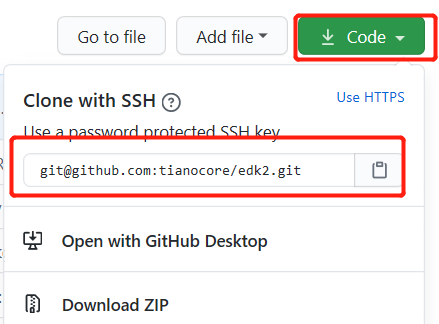 Go to file
Add file
Code
Clone with SSH
Use HTTPS
Use a password protected SSH key
git@github.com:tianocore/edk2.git
Open with GitHub Desktop
Download ZIP